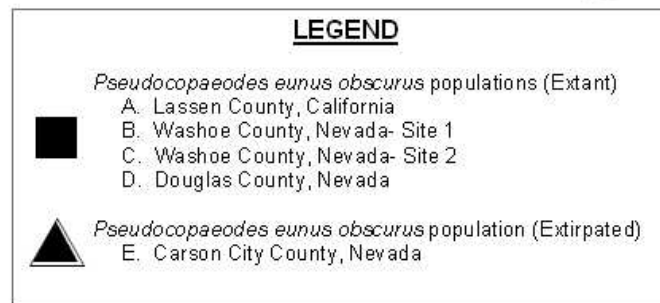 LEGEND
Pseudocopaeodes eunus obscurus populations (Extant)
A. Lassen County, California
B. Washoe County, Nevada- Site 1
C. Washoe County, Nevada- Site 2
D. Douglas County, Nevada
Pseudocopaeodes eunus obscurus population (Extirpated)
E. Carson City County, Nevada